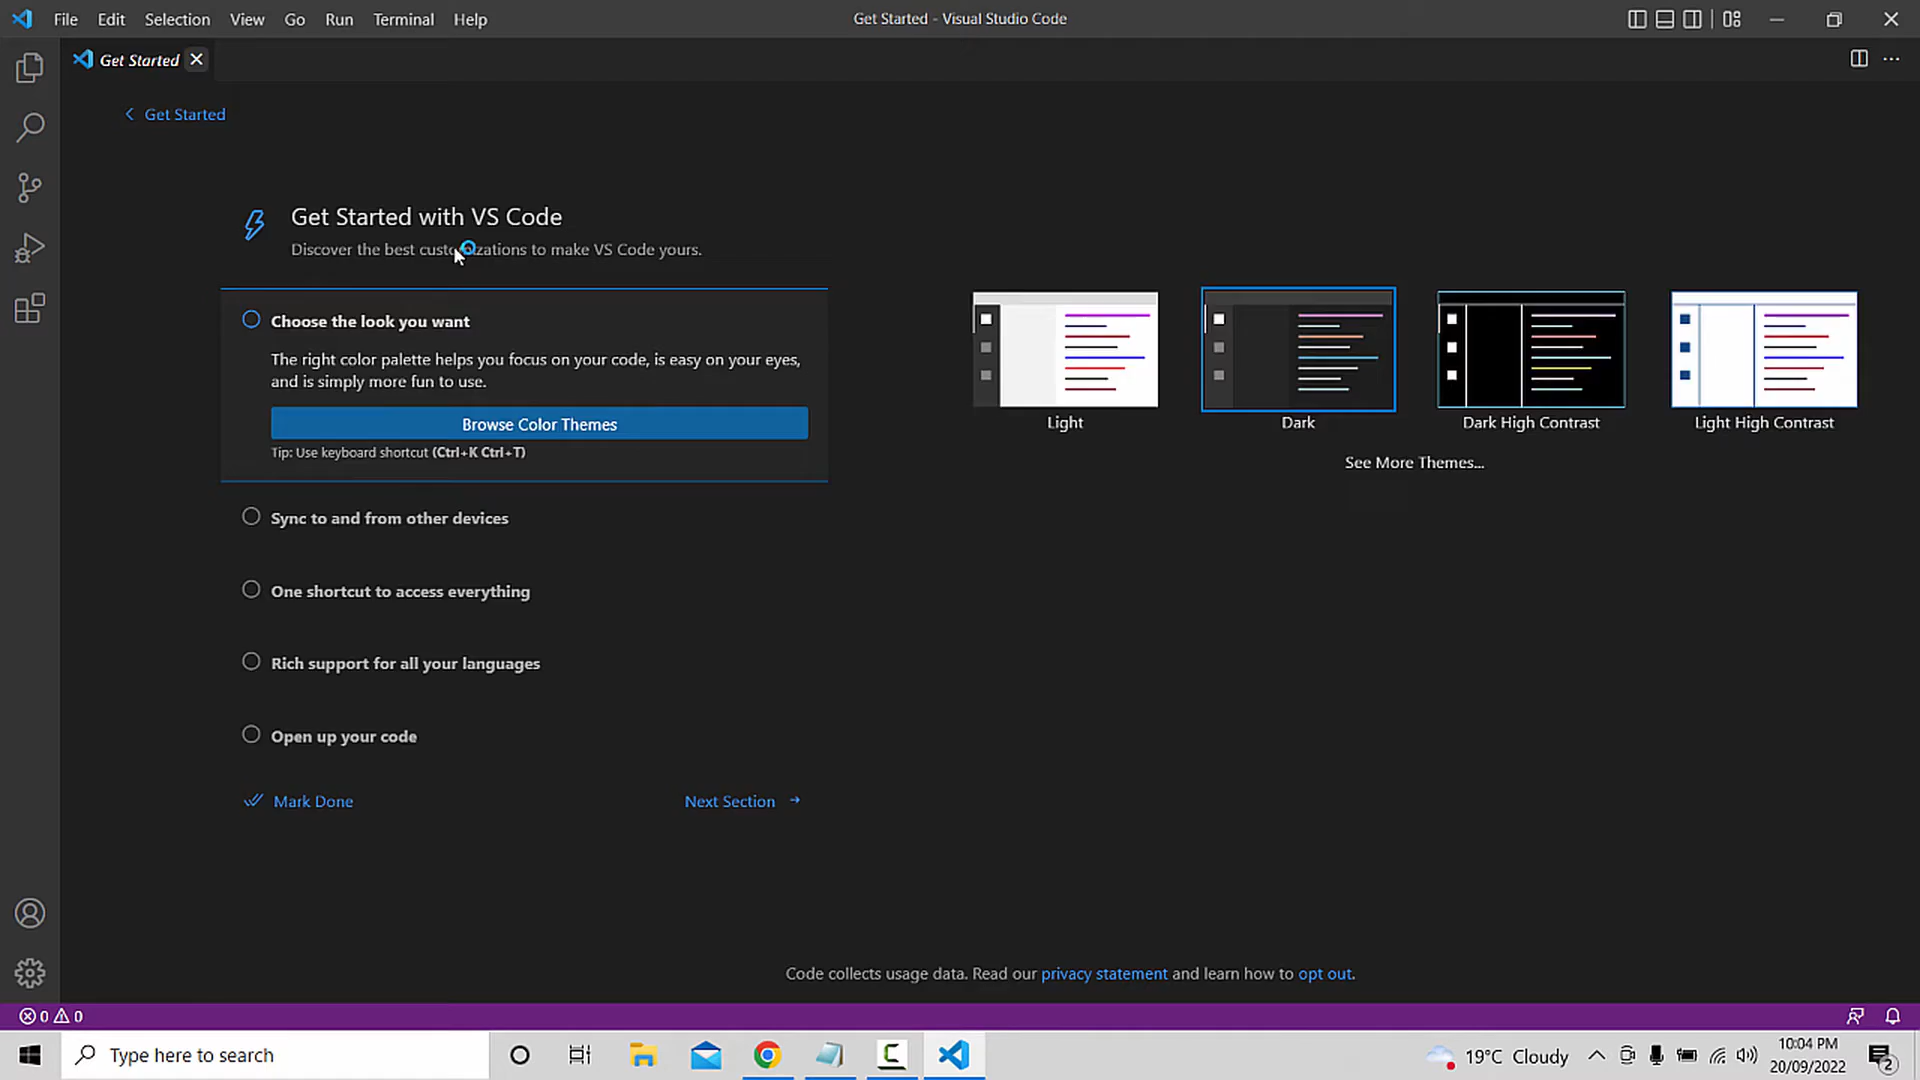 File Edit Selection View Go Run Terminal Help
Get Started - Visual Studio Code
Get Started
Get Started
Get Started with VS Code
Discover the best customizations to make VS Code yours.
Choose the look you want
The right color palette helps you focus on your code, is easy on your eyes,
and is simply more fun to use.
Browse Color Themes
Tip: Use keyboard shortcut (Ctrl+K Ctrl+T)
Light
Dark
Dark High Contrast
Light High Contrast
See More Themes...
Sync to and from other devices
One shortcut to access everything
Rich support for all your languages
Open up your code
Mark Done
Next Section
Code collects usage data. Read our privacy statement and learn how to opt out.
0 0
Type here to search
19°C Cloudy
10:04 PM
20/09/2022
2